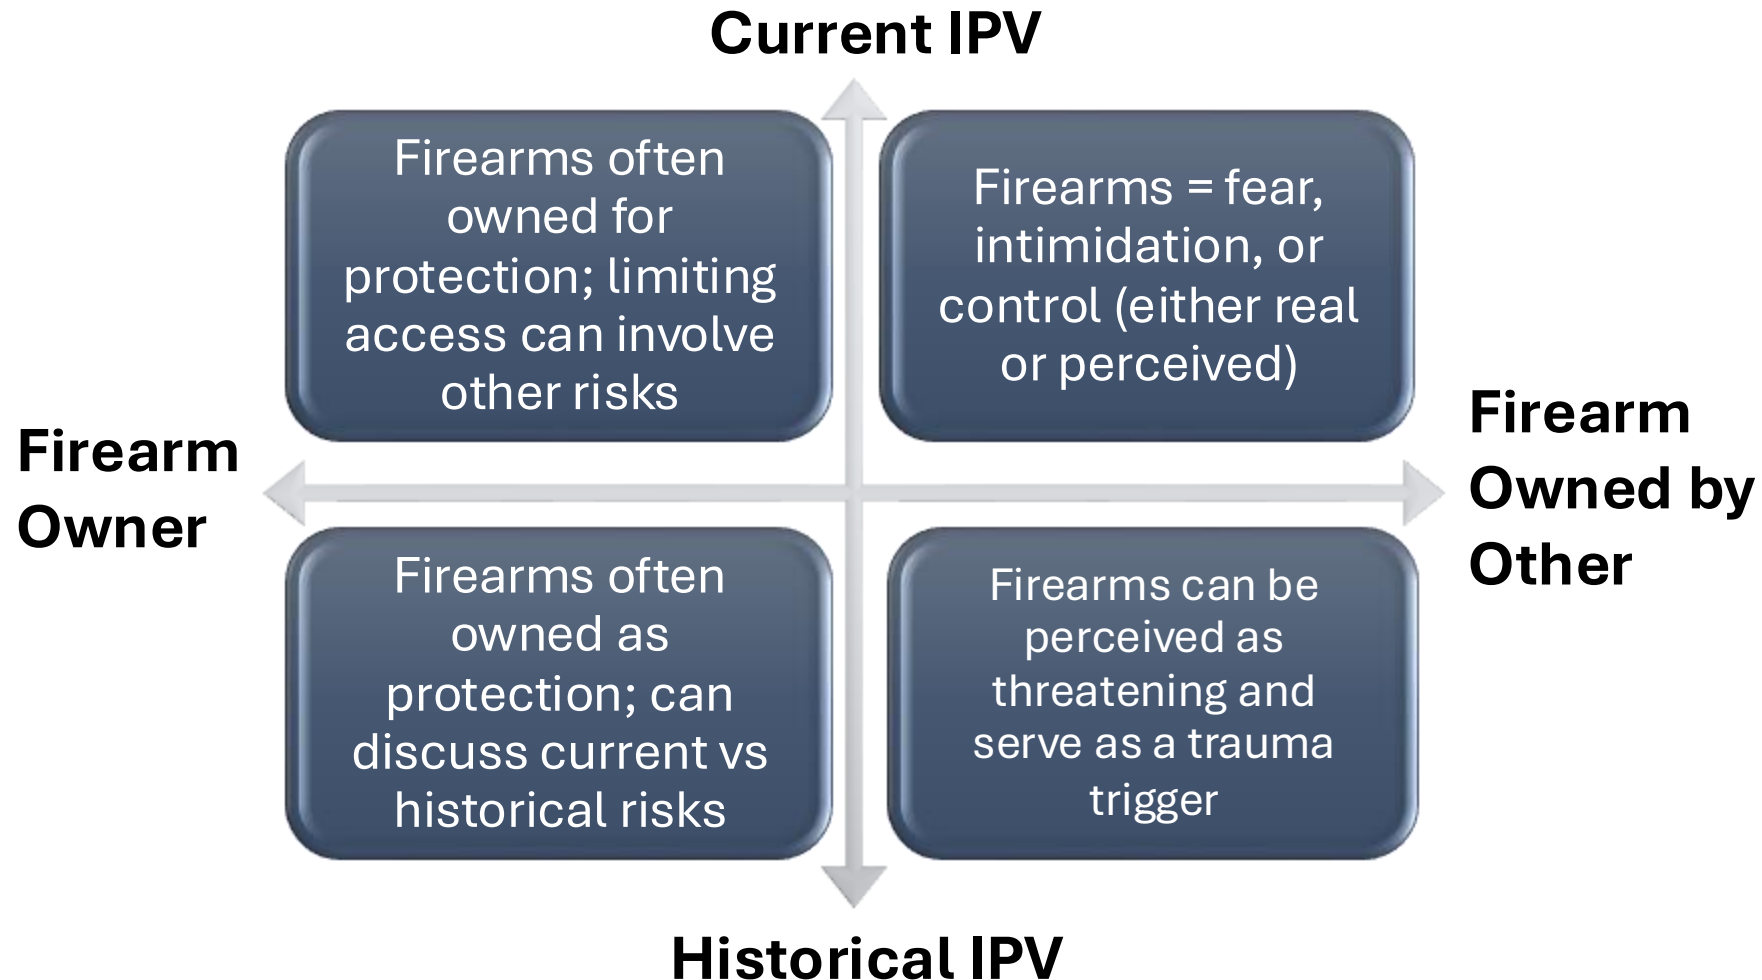 Current IPV
Firearms often
owned for
protection; limiting
access can involve
other risks
Firearms = fear,
intimidation, or
control (either real
or perceived)
Firearm
Owner
Firearm
Owned by
Other
Firearms often
owned as
protection; can
discuss current vs
historical risks
Firearms can be
perceived as
threatening and
serve as a trauma
trigger
Historical IPV